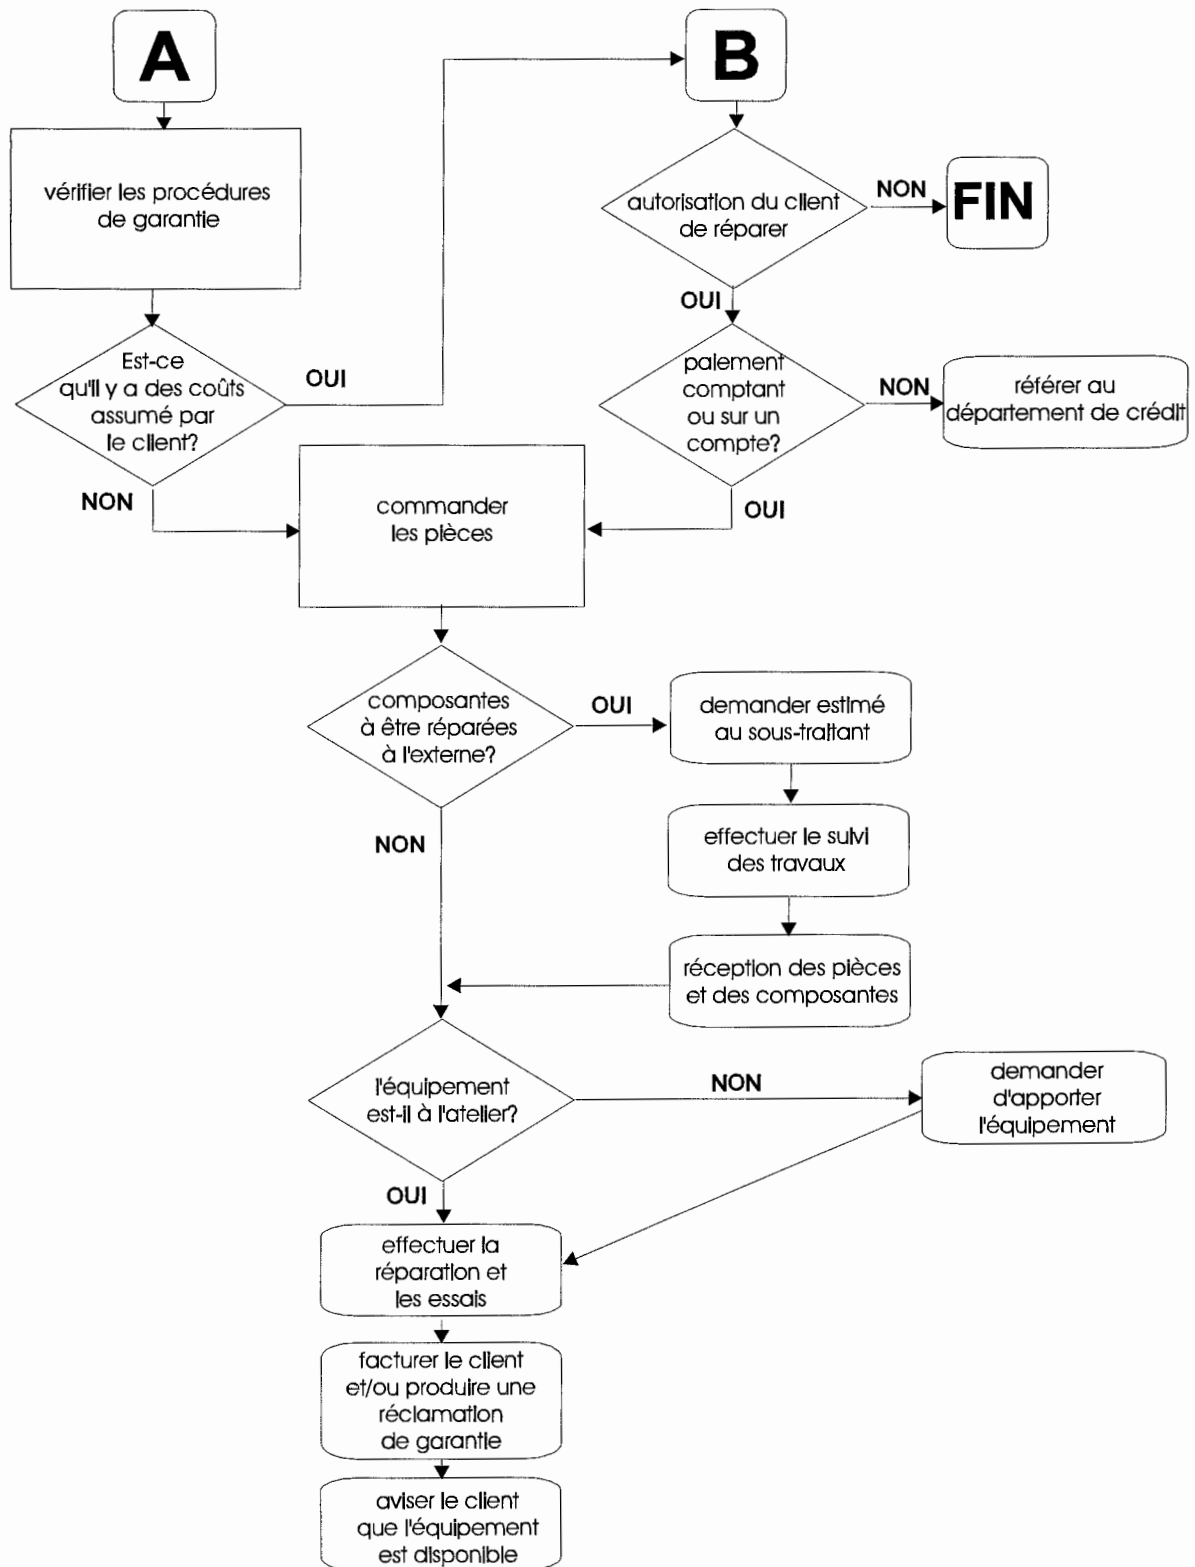 A
B
vérifier les procédures
de garantie
autorisation du client
de réparer
NON
FIN
OUI
Est-ce
qu'il y a des coûts
assumé par
le client?
OUI
paiement
comptant
ou sur un
compte?
NON
référer au
département de crédit
NON
commander
les pièces
OUI
composantes
à être réparées
à l'externe?
OUI
demander estimé
au sous-traitant
NON
effectuer le suivi
des travaux
réception des pièces
et des composantes
l'équipement
est-il à l'atelier?
NON
demander
d'apporter
l'équipement
OUI
effectuer la
réparation et
les essais
facturer le client
et/ou produire une
réclamation
de garantie
aviser le client
que l'équipement
est disponible